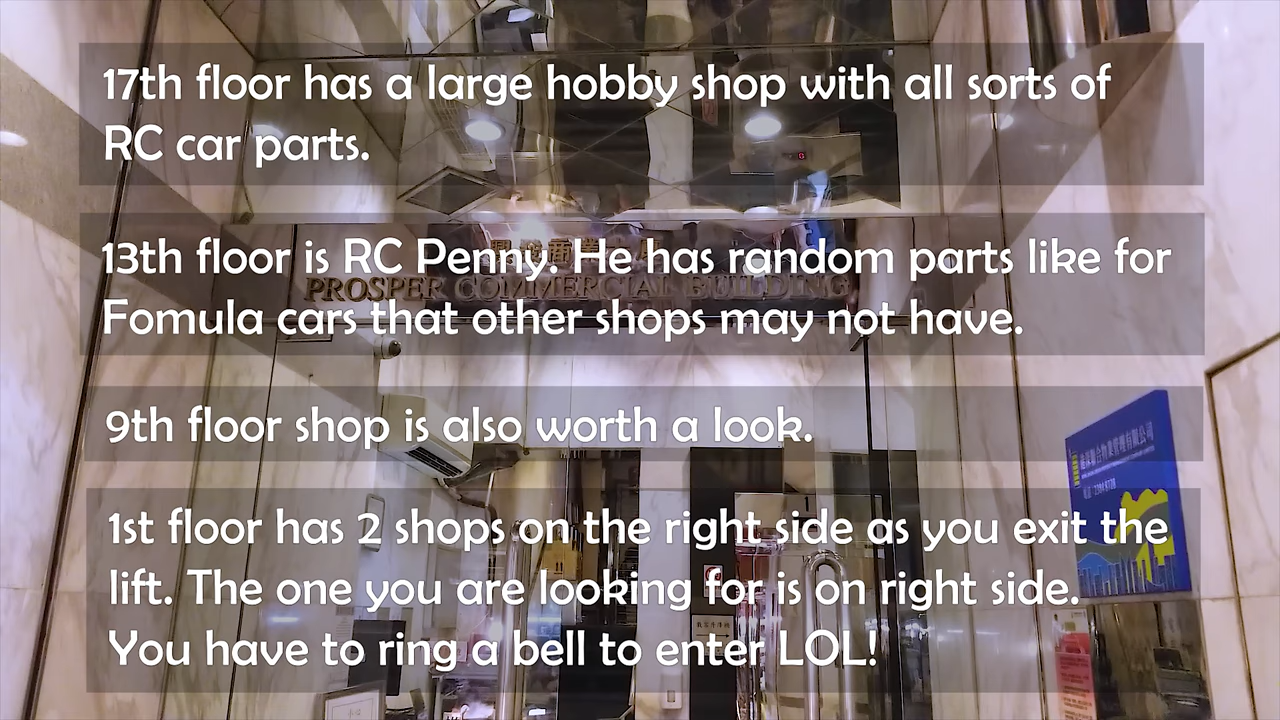 17th floor has a large hobby shop with all sorts of
RC car parts.
13th floor is RC Penny. He has random parts like for
PROSPER COMMERCIAL BUILDING
Fomula cars that other shops may not have.
9th floor shop is also worth a look.
1st floor has 2 shops on the right side as you exit the
lift. The one you are looking for is on right side.
You have to ring a bell to enter LOL!